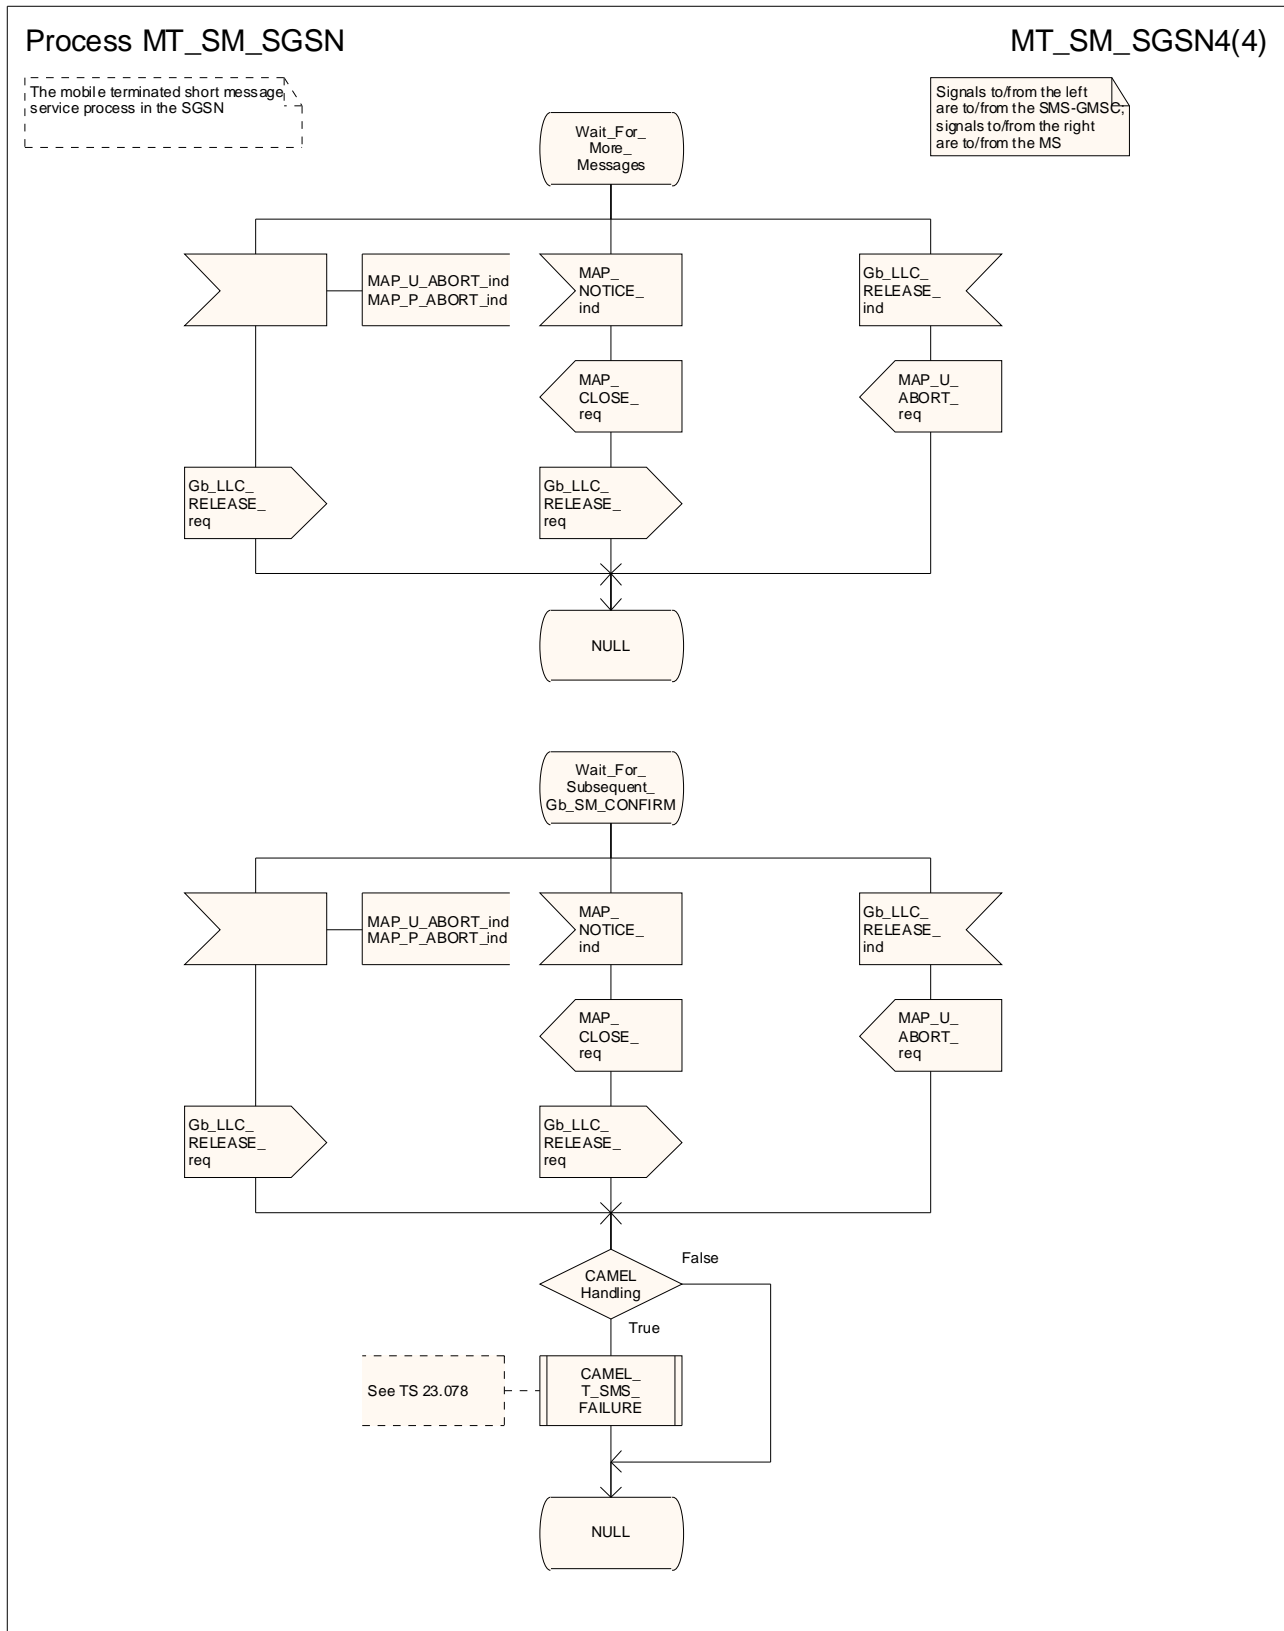 Process MT_SM_SGSN
MT_SM_SGSN4(4)
The mobile terminated short message
service process in the SGSN
Signals to/from the left
are to/from the SMS-GMSC;
signals to/from the right
are to/from the MS
Wait_For_
More_
Messages
MAP_U_ABORT_ind
MAP_P_ABORT_ind
MAP_
NOTICE_
ind
Gb_LLC_
RELEASE_
ind
MAP_
CLOSE_
req
MAP_U_
ABORT_
req
Gb_LLC_
RELEASE_
req
Gb_LLC_
RELEASE_
req
NULL
Wait_For_
Subsequent_
Gb_SM_CONFIRM
MAP_U_ABORT_ind
MAP_P_ABORT_ind
MAP_
NOTICE_
ind
Gb_LLC_
RELEASE_
ind
MAP_
CLOSE_
req
MAP_U_
ABORT_
req
Gb_LLC_
RELEASE_
req
Gb_LLC_
RELEASE_
req
CAMEL
Handling
False
True
See TS 23.078
CAMEL_
T_SMS_
FAILURE
NULL